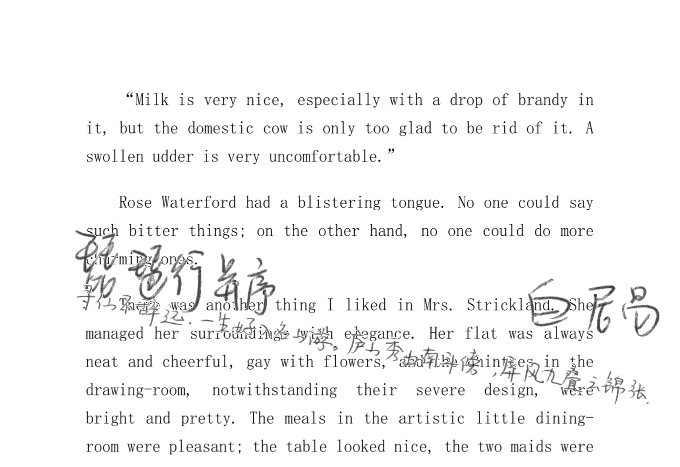 “Milk is very nice, especially with a drop of brandy in
it, but the domestic cow is only too glad to be rid of it. A
swollen udder is very uncomfortable.”
Rose Waterford had a blistering tongue. No one could say
such bitter things; on the other hand, no one could do more
charming ones.
琵琶行 并序
白居易
There was another thing I liked in Mrs. Strickland. She
寻仙不辞远,一生好入名山游。庐山秀出南斗傍,屏风九叠云锦张.
managed her surroundings with elegance. Her flat was always
neat and cheerful, gay with flowers, and the chintzes in the
drawing-room, notwithstanding their severe design, were
bright and pretty. The meals in the artistic little dining-
room were pleasant; the table looked nice, the two maids were